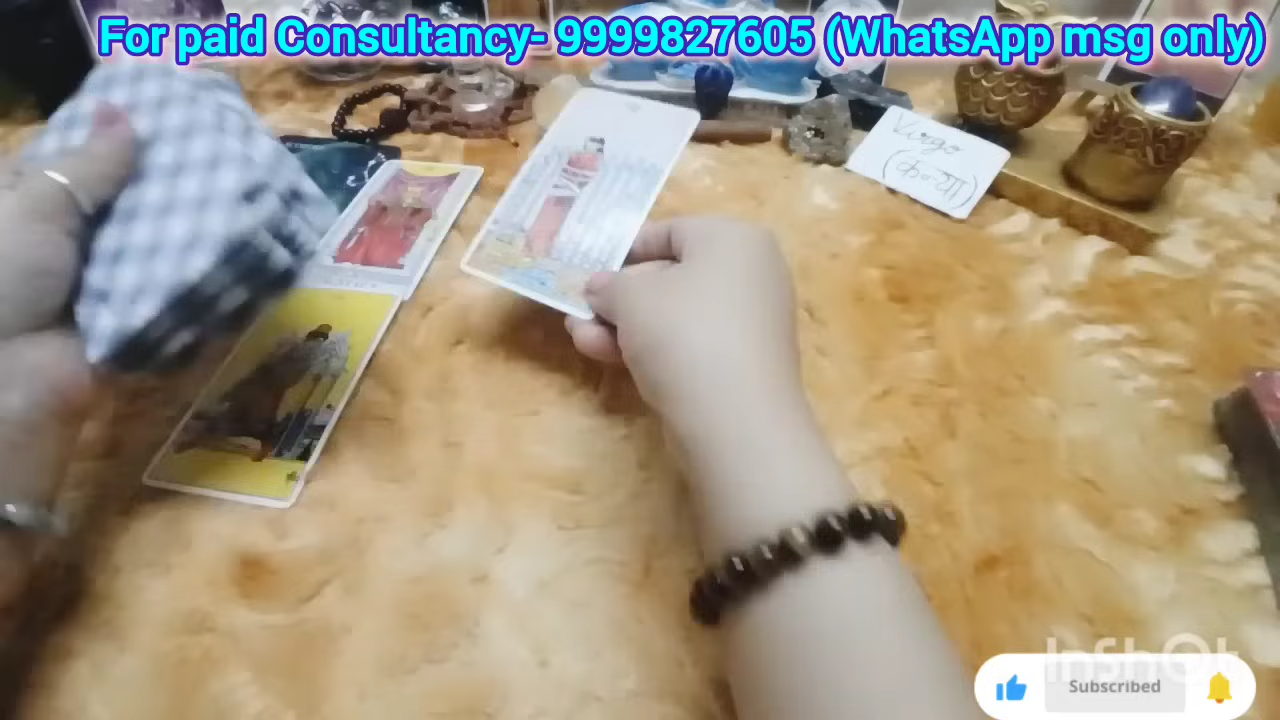 For paid Consultancy- 9999827605 (WhatsApp msg only)
Virgo
(कन्या)
InShOt
Subscribed